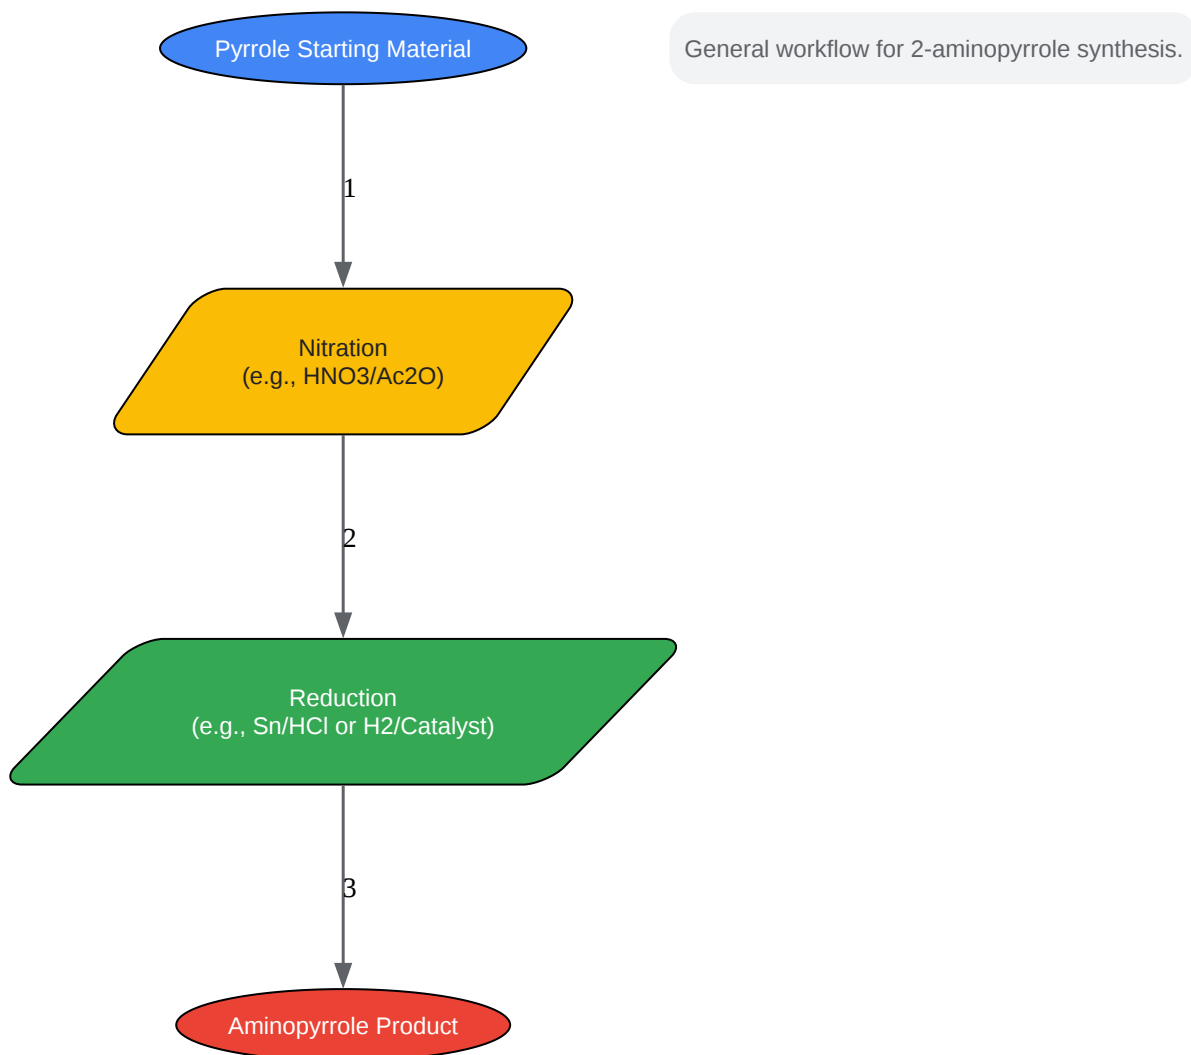 Pyrrole Starting Material
General workflow for 2-aminopyrrole synthesis.
1
Nitration
(e.g., HNO3/Ac2O)
2
Reduction
(e.g., Sn/HCl or H2/Catalyst)
3
Aminopyrrole Product